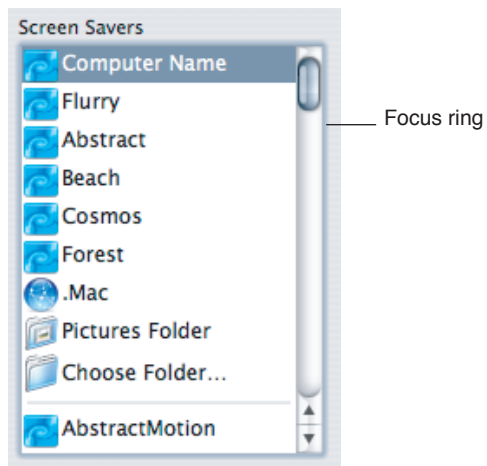 Screen Savers
Computer Name
Flurry
Focus ring
Abstract
Beach
Cosmos
Forest
.Mac
Pictures Folder
Choose Folder...
AbstractMotion